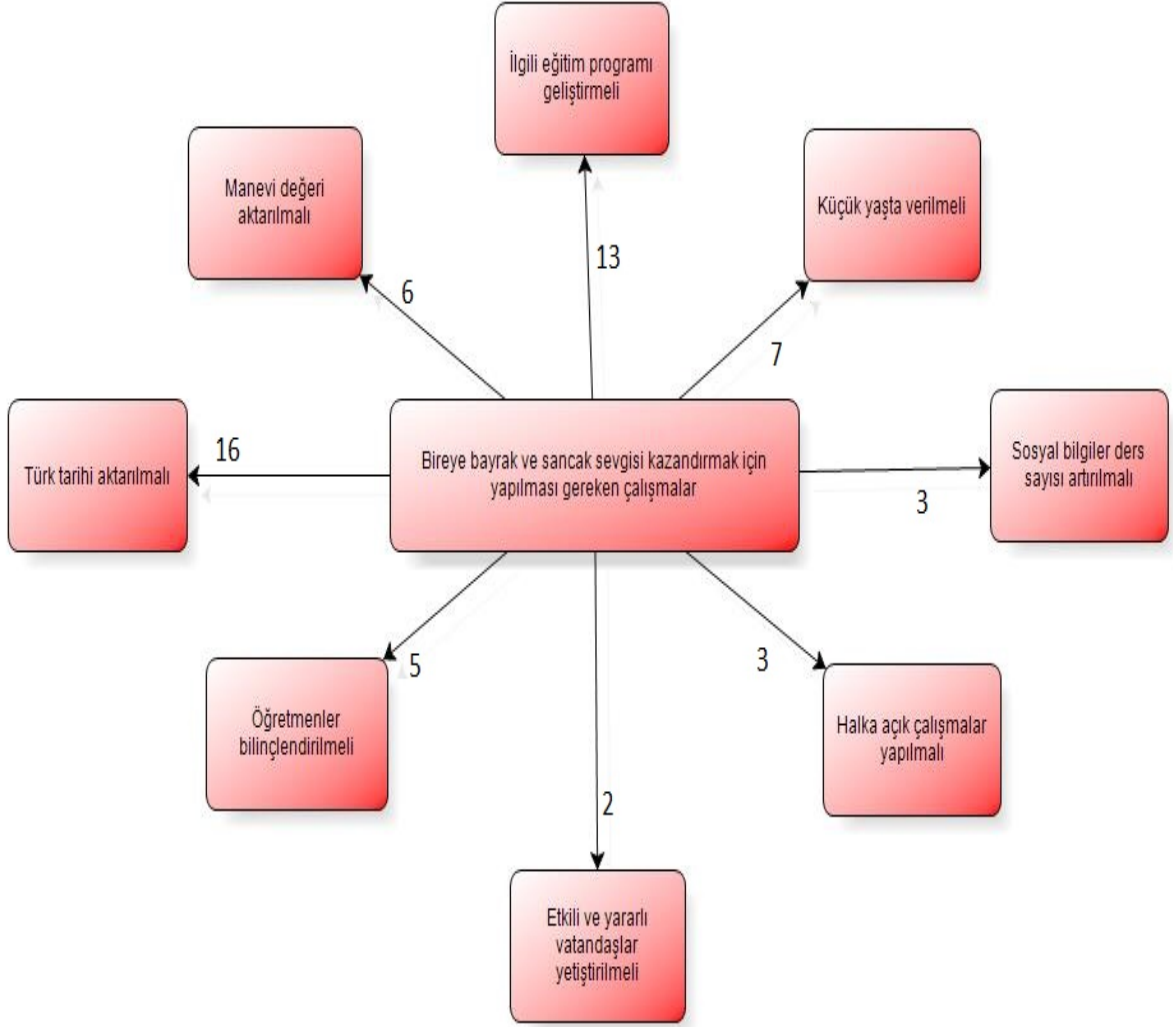 İlgili eğitim programı
geliştirmeli
Manevi değeri
aktarılmalı
Küçük yaşta verilmeli
13
6
7
Türk tarihi aktarılmalı
16
Bireye bayrak ve sancak sevgisi kazandırmak için
yapılması gereken çalışmalar
3
Sosyal bilgiler ders
sayısı artırılmalı
5
3
Öğretmenler
bilinçlendirilmeli
Halka açık çalışmalar
yapılmalı
2
Etkili ve yararlı
vatandaşlar
yetiştirilmeli